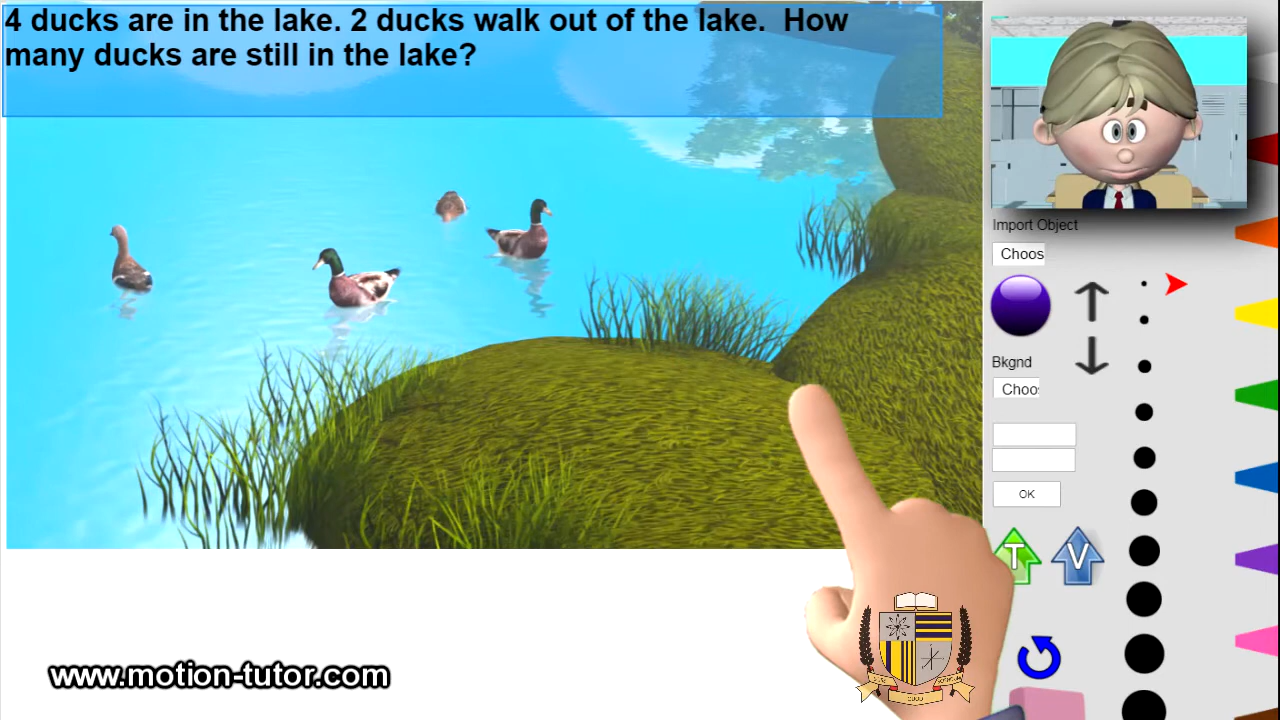 4 ducks are in the lake. 2 ducks walk out of the lake.  How
many ducks are still in the lake?
Import Object
Choos
Bkgnd
Choo
OK
T
V
2003
www.motion-tutor.com